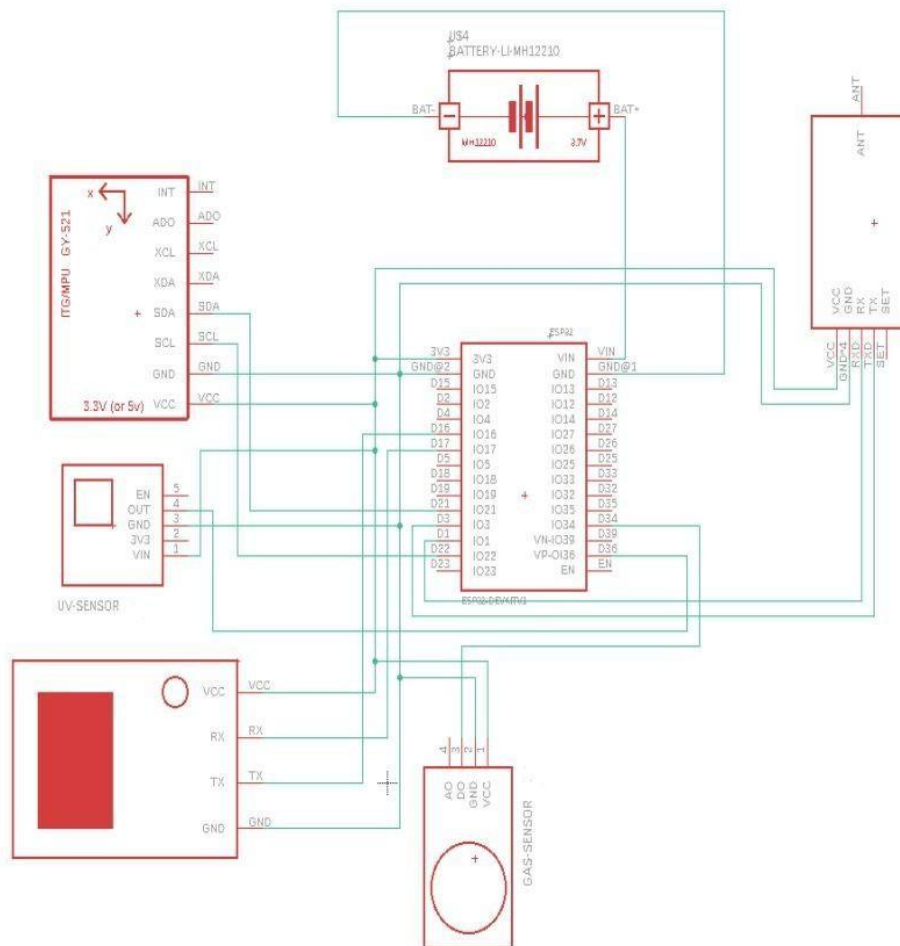 U$4
BATTERY-LI-MH12210
BAT-
BAT+
MH12210
3.7V
ANT
ANT
VCC
GND
RX
TX
SET
VCC
GND*4
RXD
TXD
SET
ITG/MPU GY-521
x
y
INT
ADO
XCL
XDA
SDA
SCL
GND
VCC
3.3V (or 5v)
INT
ADO
XCL
XDA
SDA
SCL
GND
VCC
ESP32
3V3
GND@2
D15
D2
D4
D16
D17
D5
D18
D19
D21
D3
D1
D22
D23
3V3
GND
IO15
IO2
IO4
IO16
IO17
IO5
IO18
IO19
IO21
IO3
IO1
IO22
IO23
VIN
GND
IO13
IO12
IO14
IO27
IO26
IO25
IO33
IO32
IO35
IO34
VN-IO39
VP-OI36
EN
VIN
GND@1
D13
D12
D14
D27
D26
D25
D33
D32
D35
D34
D39
D36
EN
ESP32-DEVKITV1
EN 5
OUT 4
GND 3
3V3 2
VIN 1
UV-SENSOR
VCC VCC
RX RX
TX TX
GND GND
4
3
2
1
AO
DO
GND
VCC
GAS-SENSOR